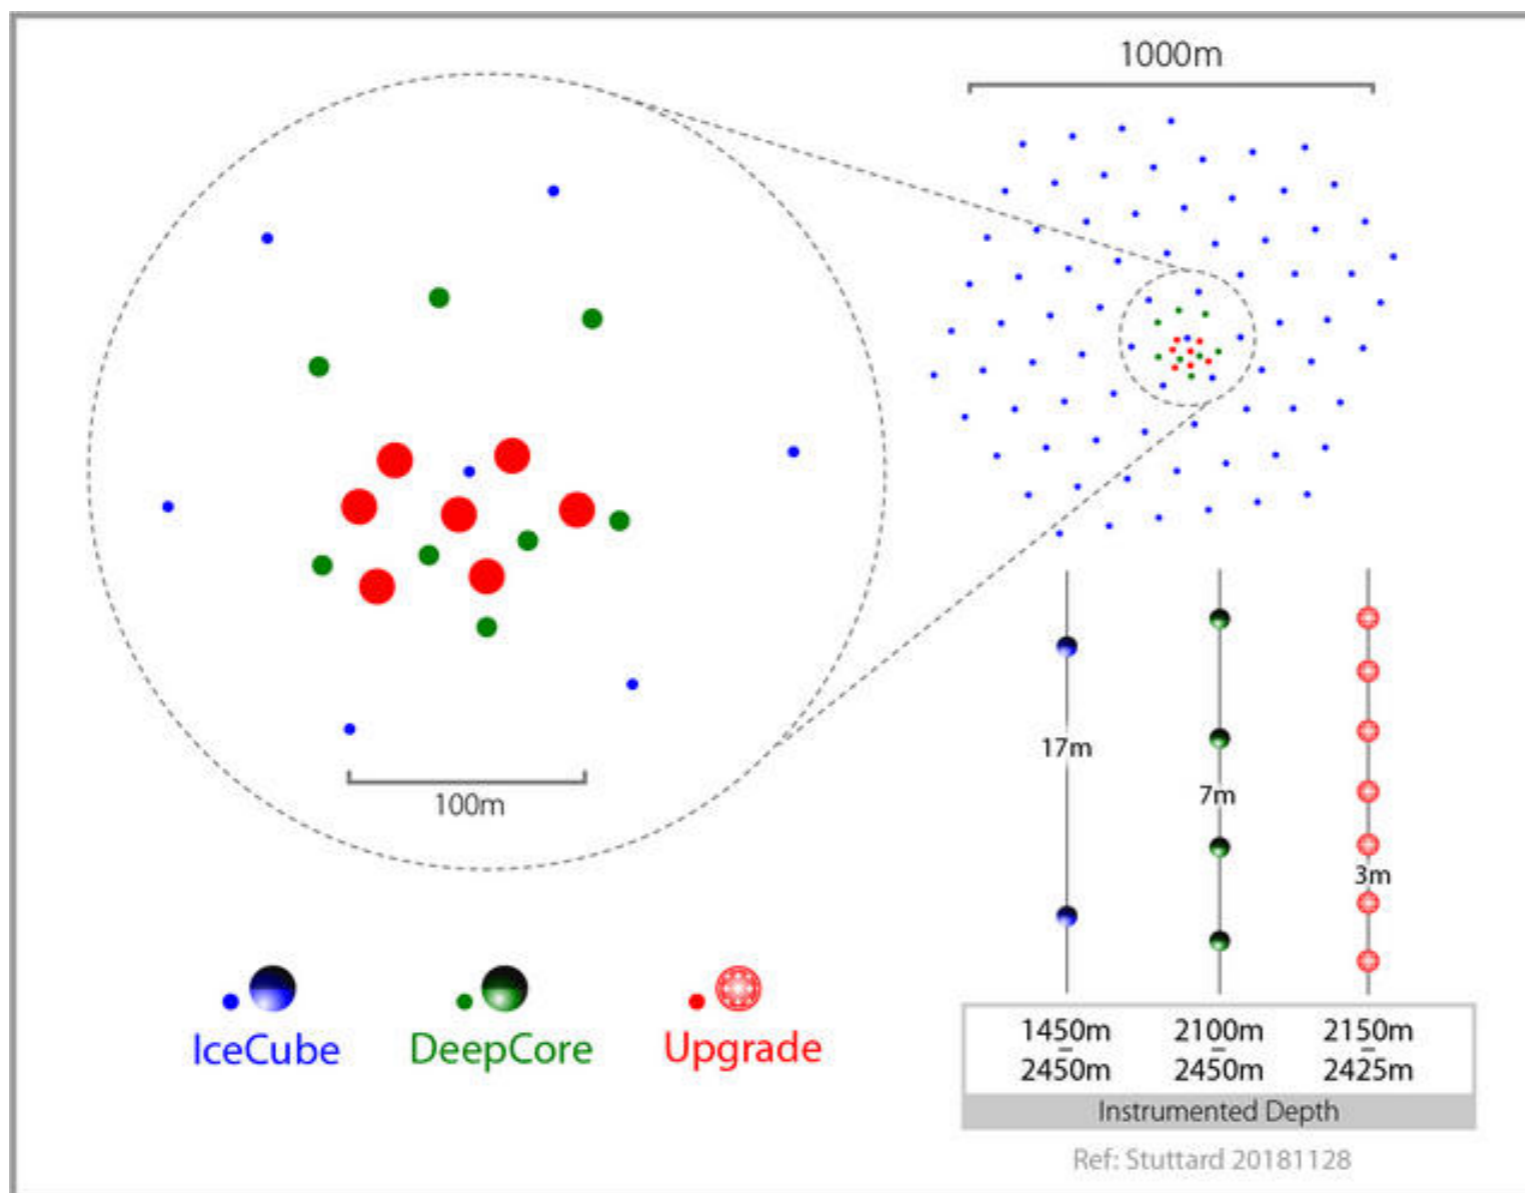 1000m
100m
17m
7m
3m
IceCube
DeepCore
Upgrade
1450m
–
2450m
2100m
–
2450m
2150m
–
2425m
Instrumented Depth
Ref: Stuttard 20181128